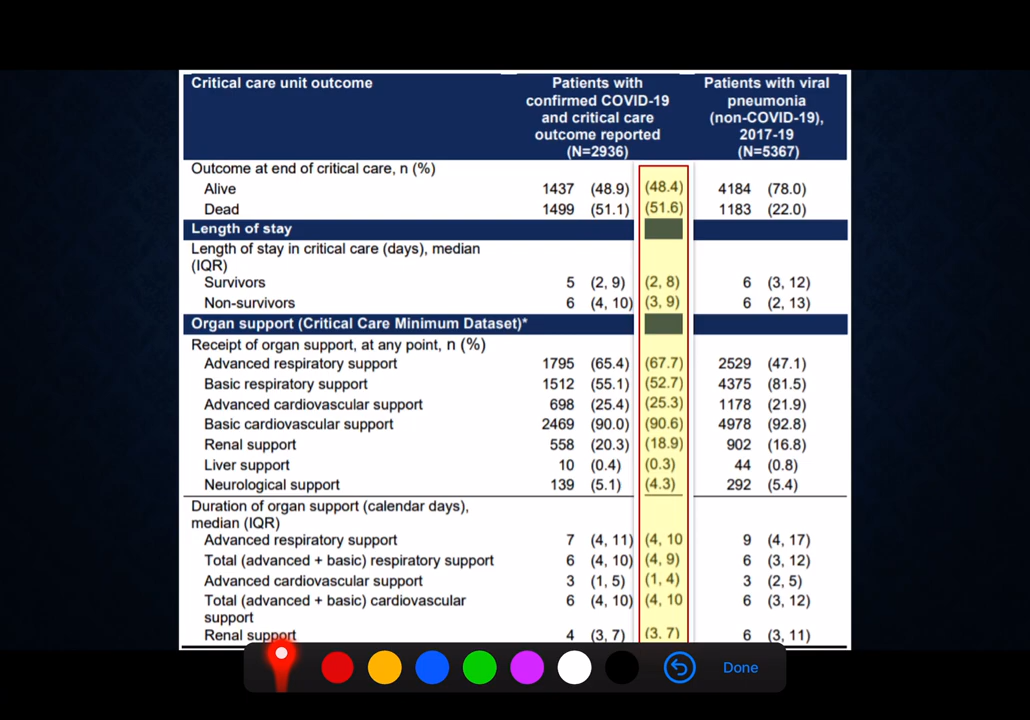 Critical care unit outcome
Patients with
confirmed COVID-19
and critical care
outcome reported
(N=2936)
Patients with viral
pneumonia
(non-COVID-19),
2017-19
(N=5367)
Outcome at end of critical care, n (%)
Alive 1437 (48.9) (48.4) 4184 (78.0)
Dead 1499 (51.1) (51.6) 1183 (22.0)
Length of stay
Length of stay in critical care (days), median
(IQR)
Survivors 5 (2, 9) (2, 8) 6 (3, 12)
Non-survivors 6 (4, 10) (3, 9) 6 (2, 13)
Organ support (Critical Care Minimum Dataset)*
Receipt of organ support, at any point, n (%)
Advanced respiratory support 1795 (65.4) (67.7) 2529 (47.1)
Basic respiratory support 1512 (55.1) (52.7) 4375 (81.5)
Advanced cardiovascular support 698 (25.4) (25.3) 1178 (21.9)
Basic cardiovascular support 2469 (90.0) (90.6) 4978 (92.8)
Renal support 558 (20.3) (18.9) 902 (16.8)
Liver support 10 (0.4) (0.3) 44 (0.8)
Neurological support 139 (5.1) (4.3) 292 (5.4)
Duration of organ support (calendar days),
median (IQR)
Advanced respiratory support 7 (4, 11) (4, 10 9 (4, 17)
Total (advanced + basic) respiratory support 6 (4, 10) (4, 9) 6 (3, 12)
Advanced cardiovascular support 3 (1, 5) (1, 4) 3 (2, 5)
Total (advanced + basic) cardiovascular 6 (4, 10) (4, 10 6 (3, 12)
support
Renal support 4 (3, 7) (3, 7) 6 (3, 11)
Done